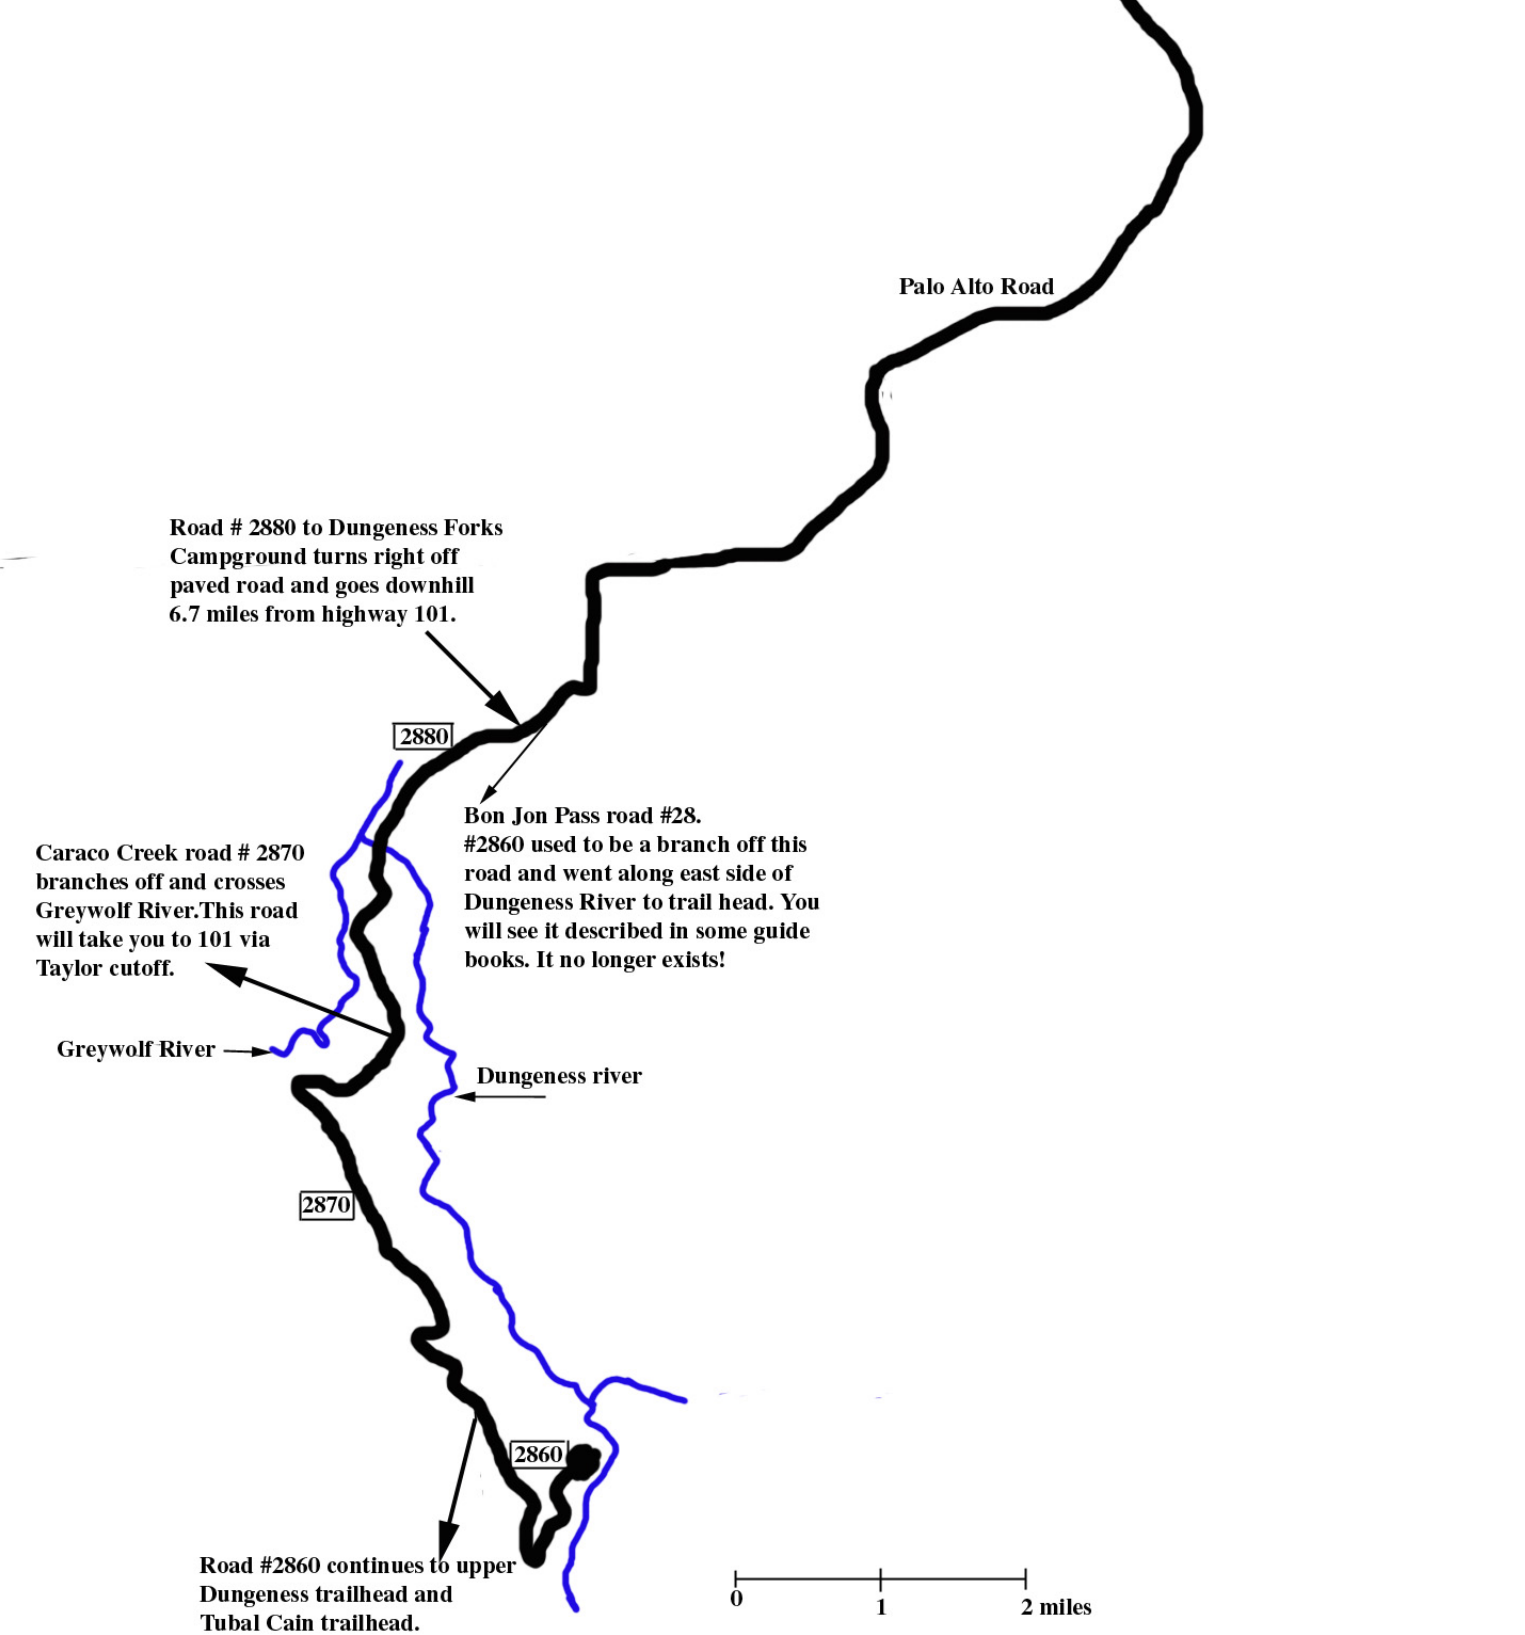 Palo Alto Road
Road # 2880 to Dungeness Forks
Campground turns right off
paved road and goes downhill
6.7 miles from highway 101.
2880
Bon Jon Pass road #28.
#2860 used to be a branch off this
road and went along east side of
Dungeness River to trail head. You
will see it described in some guide
books. It no longer exists!
Caraco Creek road # 2870
branches off and crosses
Greywolf River.This road
will take you to 101 via
Taylor cutoff.
Greywolf River
Dungeness river
2870
2860
Road #2860 continues to upper
Dungeness trailhead and
Tubal Cain trailhead.
0
1
2 miles